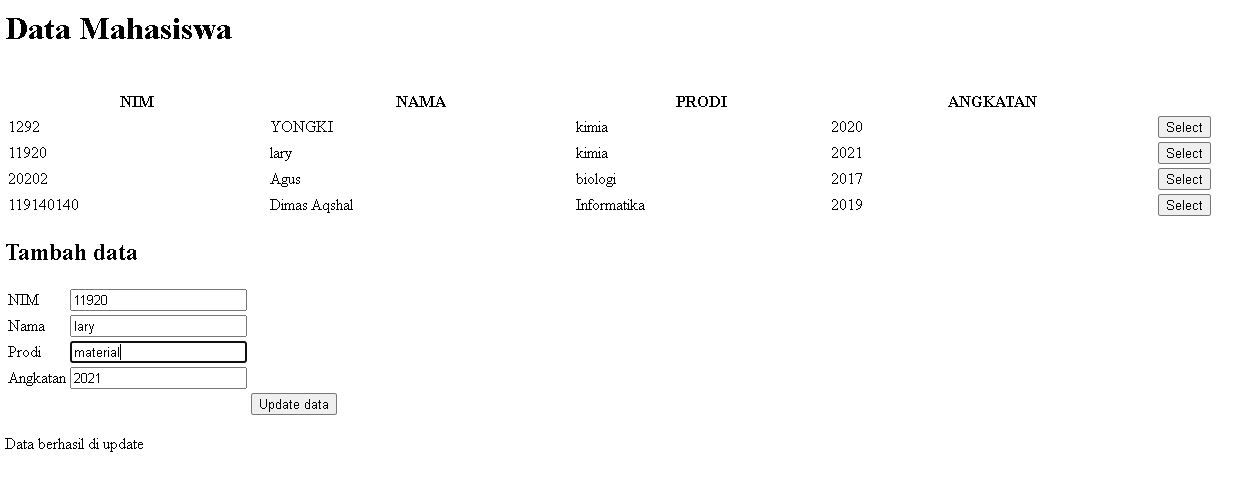 Data Mahasiswa
NIM NAMA PRODI ANGKATAN
1292 YONGKI kimia 2020 Select
11920 lary kimia 2021 Select
20202 Agus biologi 2017 Select
119140140 Dimas Aqshal Informatika 2019 Select
Tambah data
NIM 11920
Nama lary
Prodi material
Angkatan 2021
Update data
Data berhasil di update